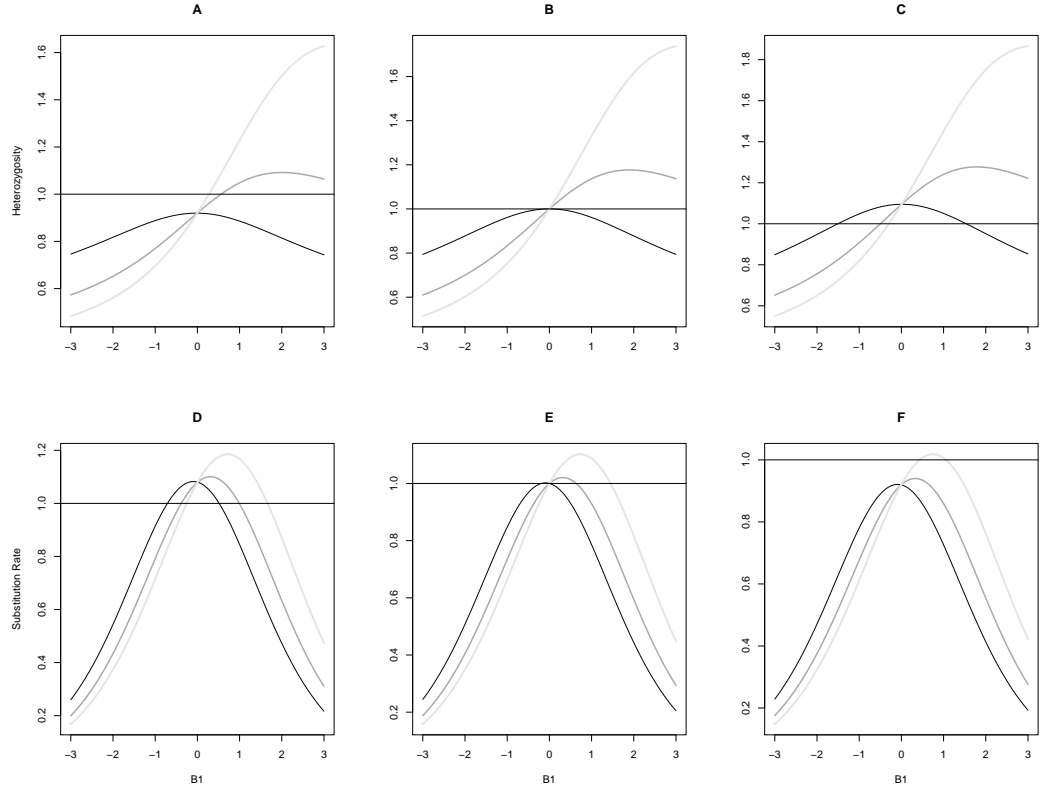 A
B
C
Heterozygosity
0.6 0.8 1.0 1.2 1.4 1.6
0.6 0.8 1.0 1.2 1.4 1.6
0.6 0.8 1.0 1.2 1.4 1.6 1.8
−3 −2 −1 0 1 2 3
−3 −2 −1 0 1 2 3
−3 −2 −1 0 1 2 3
D
E
F
Substitution Rate
0.2 0.4 0.6 0.8 1.0 1.2
0.2 0.4 0.6 0.8 1.0
0.2 0.4 0.6 0.8 1.0
−3 −2 −1 0 1 2 3
−3 −2 −1 0 1 2 3
−3 −2 −1 0 1 2 3
B1
B1
B1